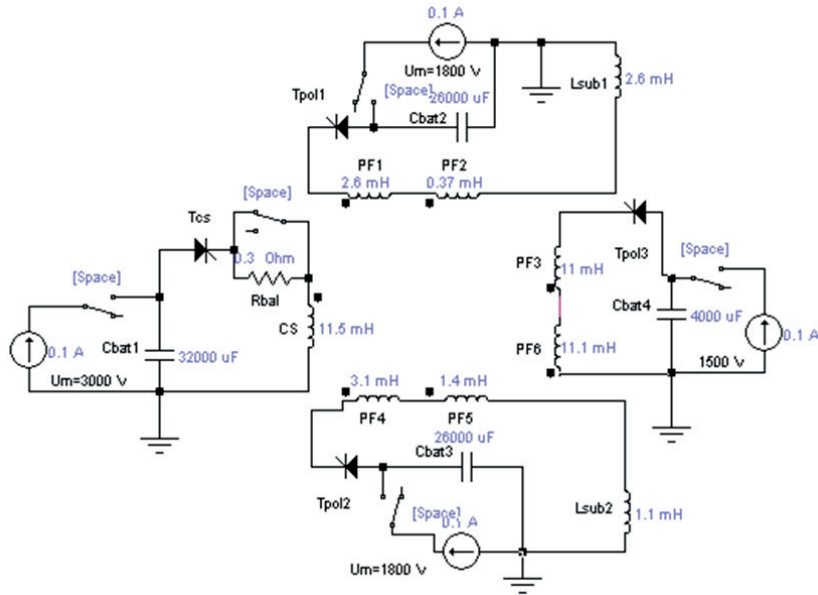 0.1 A
Um=1800 V
[Space]
26000 uF
Tpol1
Cbat2
Lsub1
2.6 mH
PF1
PF2
2.6 mH
0.37 mH
[Space]
Tcs
0.3 Ohm
Rbal
[Space]
CS
11.5 mH
Cbat1
32000 uF
0.1 A
Um=3000 V
Tpol3
[Space]
PF3
11 mH
Cbat4
4000 uF
0.1 A
PF6
11.1 mH
1500 V
3.1 mH
1.4 mH
PF4
PF5
26000 uF
Cbat3
Tpol2
[Space]
0.1 A
Lsub2
1.1 mH
Um=1800 V